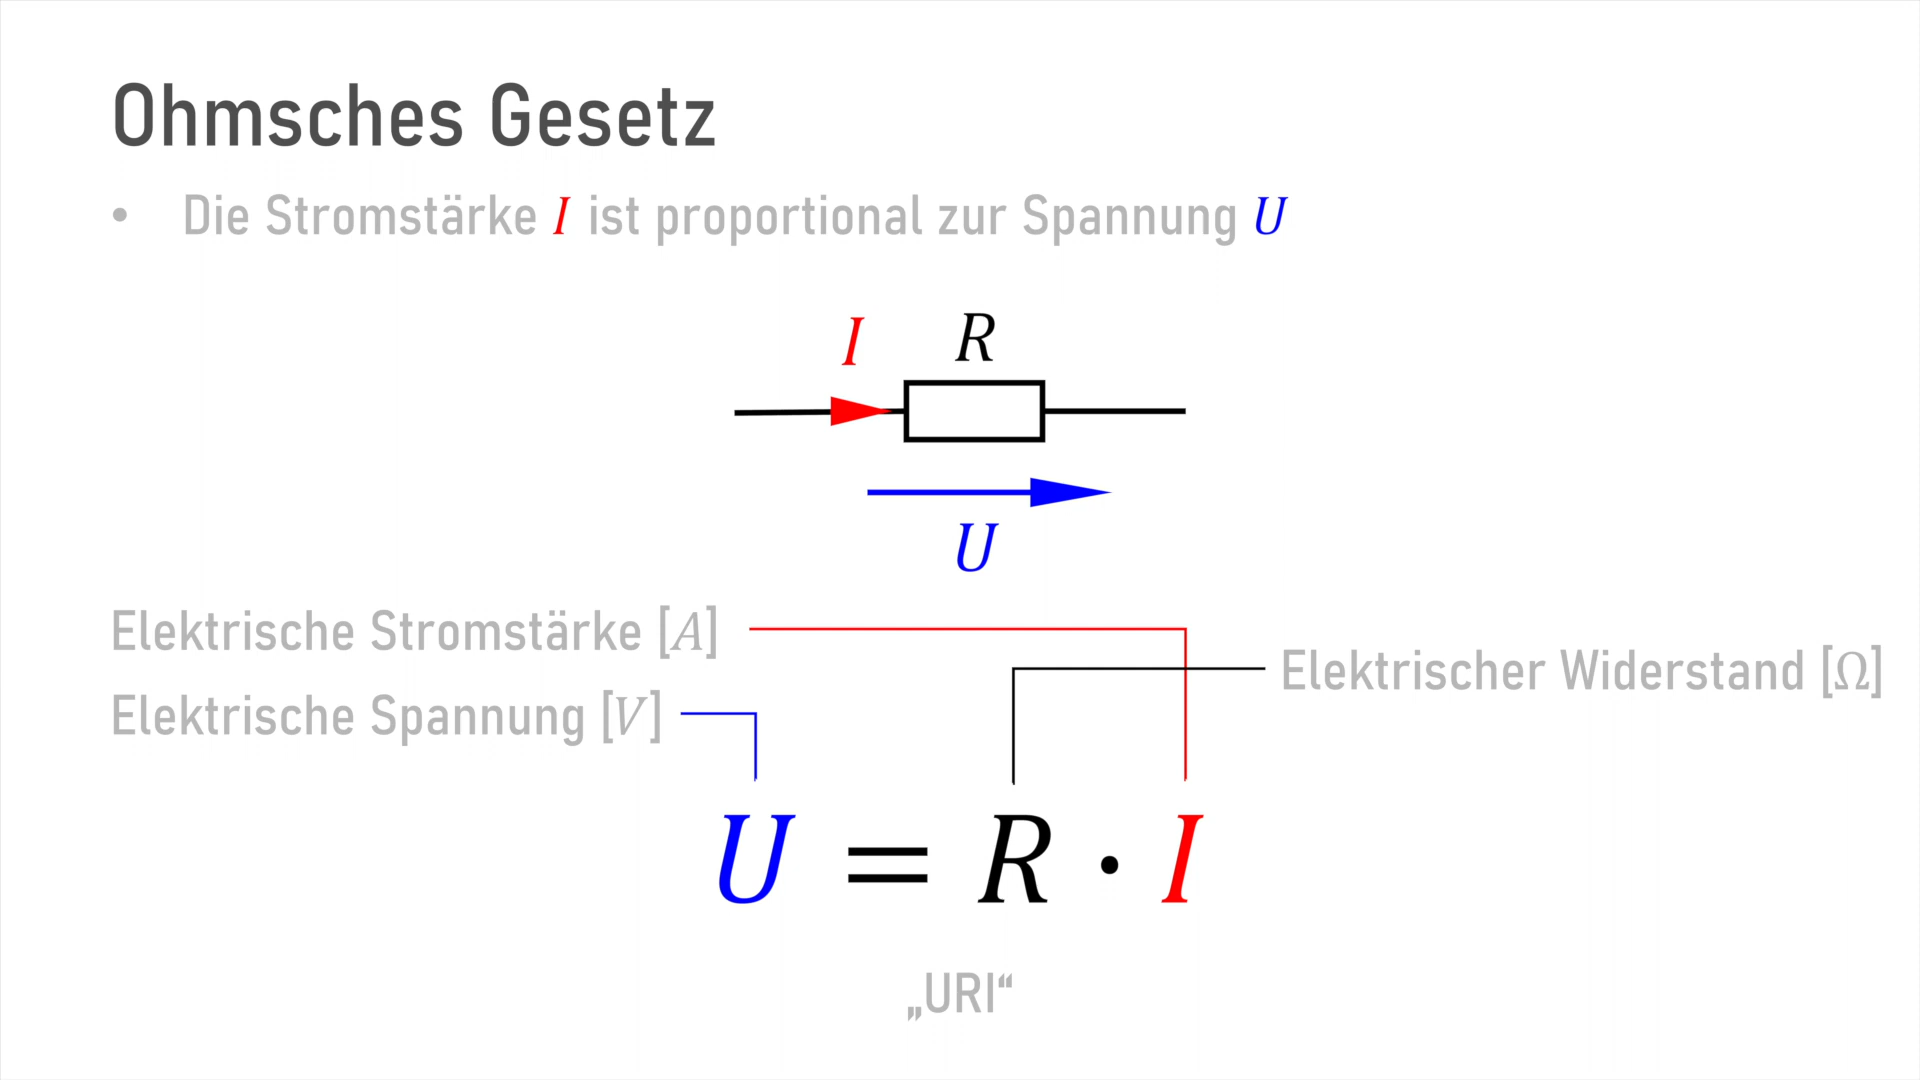 Ohmsches Gesetz
• Die Stromstärke I ist proportional zur Spannung U
I
R
U
Elektrische Stromstärke [A]
Elektrischer Widerstand [Ω]
Elektrische Spannung [V]
U = R · I
„URI“